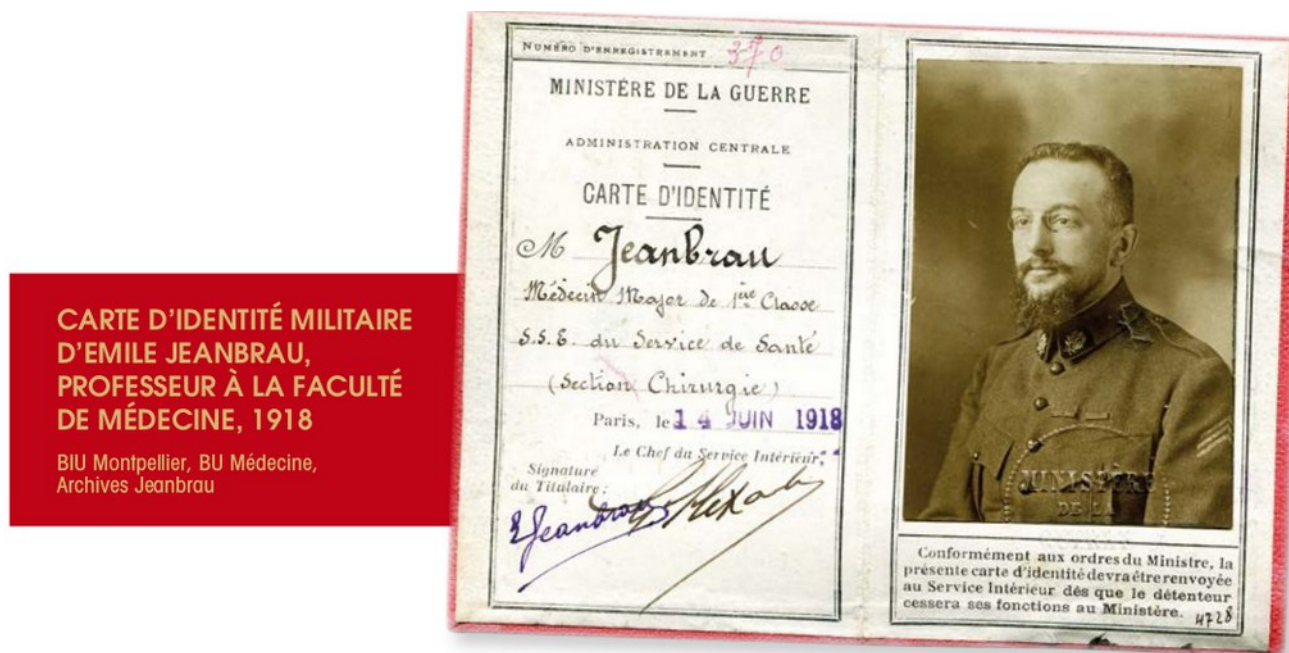 CARTE D'IDENTITÉ MILITAIRE
D'EMILE JEANBRAU,
PROFESSEUR À LA FACULTÉ
DE MÉDECINE, 1918
BIU Montpellier, BU Médecine,
Archives Jeanbrau
NUMÉRO D'ENREGISTREMENT 370
MINISTÈRE DE LA GUERRE
ADMINISTRATION CENTRALE
CARTE D'IDENTITÉ
M Jeanbrau
Médecin Major de 1ère Classe
S.S.E. du Service de Santé
(Section Chirurgie)
Paris, le 14 JUIN 1918
Le Chef du Service Intérieur,
Signature
du Titulaire :
E Jeanbrau
MINISTÈRE
DE LA
Conformément aux ordres du Ministre, la
présente carte d'identité devra être renvoyée
au Service Intérieur dès que le détenteur
cessera ses fonctions au Ministère.
4728